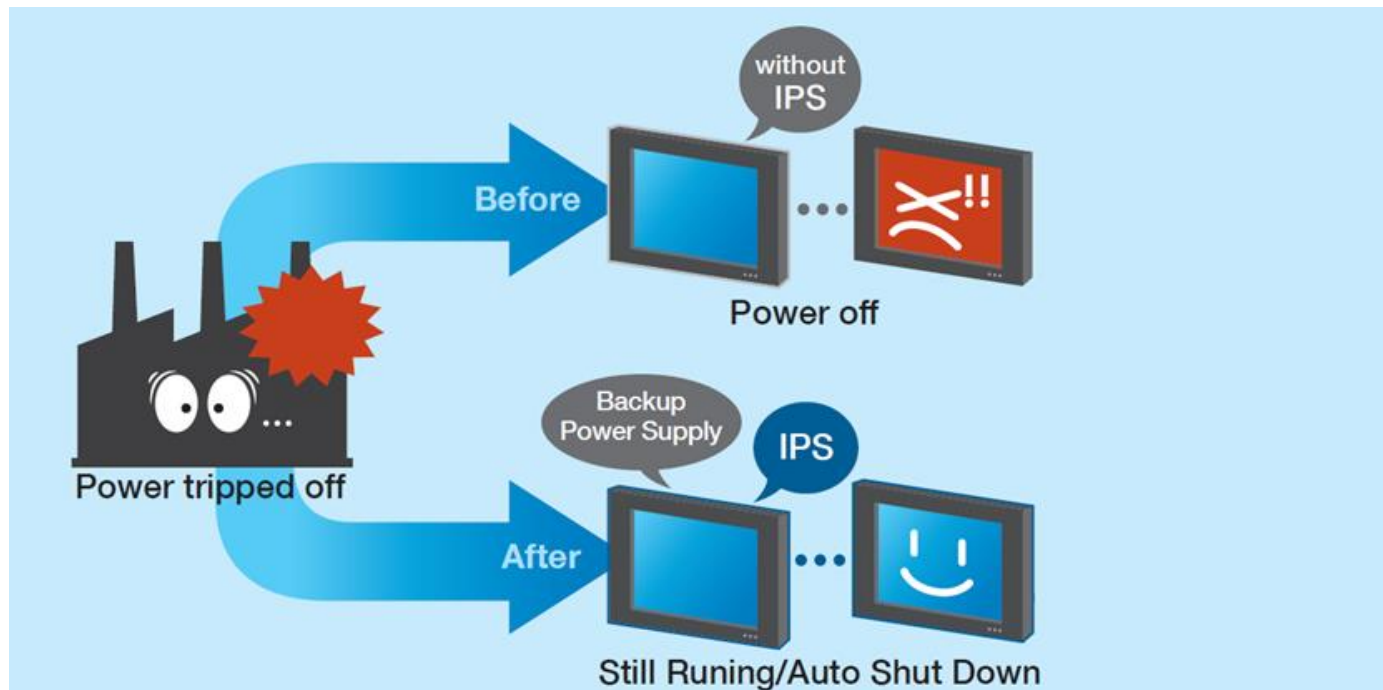 without
IPS
Before
!!
Power off
Power tripped off
Backup
Power Supply
IPS
After
Still Runing/Auto Shut Down